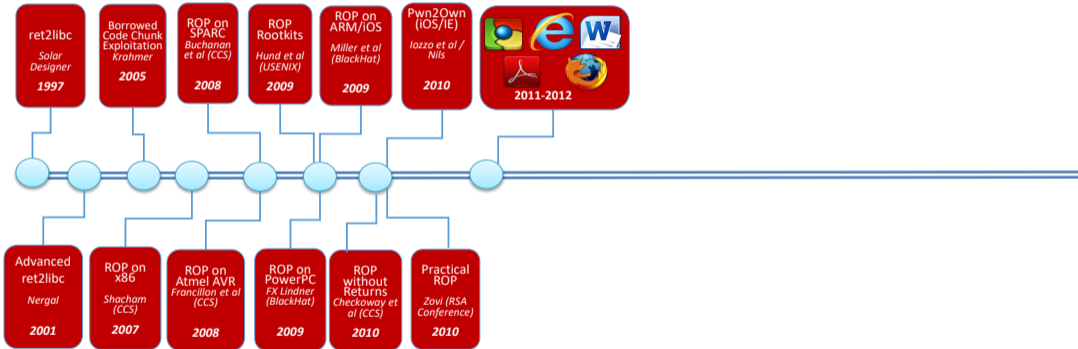 ret2libc
Solar
Designer
1997
Borrowed
Code Chunk
Exploitation
Krahmer
2005
ROP on
SPARC
Buchanan
et al (CCS)
2008
ROP
Rootkits
Hund et al
(USENIX)
2009
ROP on
ARM/iOS
Miller et al
(BlackHat)
2009
Pwn2Own
(iOS/IE)
Iozzo et al /
Nils
2010
W
2011-2012
Advanced
ret2libc
Nergal
2001
ROP on
x86
Shacham
(CCS)
2007
ROP on
Atmel AVR
Francillon et al
(CCS)
2008
ROP on
PowerPC
FX Lindner
(BlackHat)
2009
ROP
without
Returns
Checkoway et
al (CCS)
2010
Practical
ROP
Zovi (RSA
Conference)
2010